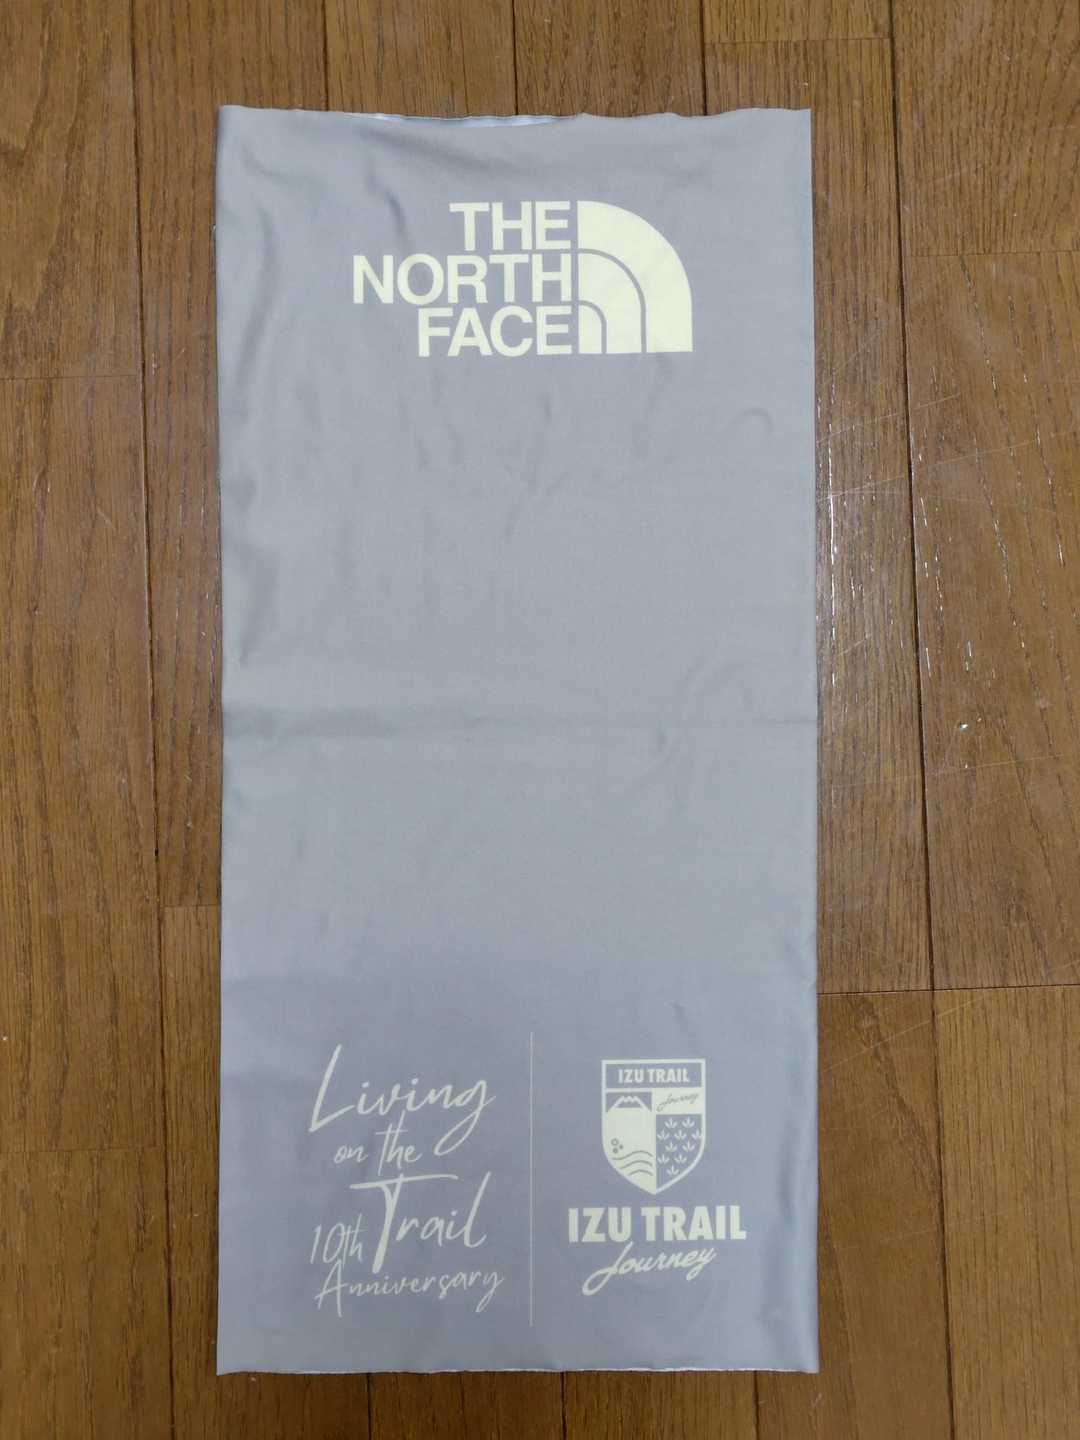 THE
NORTH
FACE
Living
on the
Trail
10th
Anniversary
IZU TRAIL
Journey
IZU TRAIL
Journey